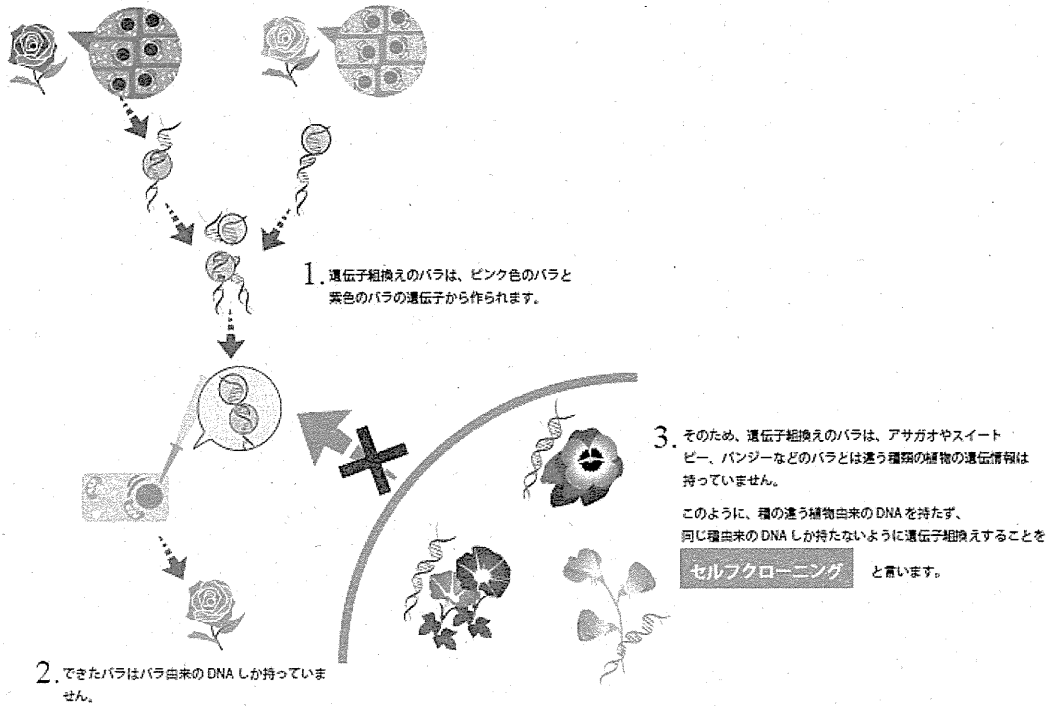 1. 遺伝子組換えのバラは、ピンク色のバラと
紫色のバラの遺伝子から作られます。
2. できたバラはバラ由来の DNA しか持っていま
せん。
3. そのため、遺伝子組換えのバラは、アサガオやスイート
ピー、パンジーなどのバラとは違う種類の植物の遺伝情報は
持っていません。
このように、種の違う植物由来の DNA を持たず、
同じ種由来の DNA しか持たないように遺伝子組換えすることを
セルフクローニング と言います。